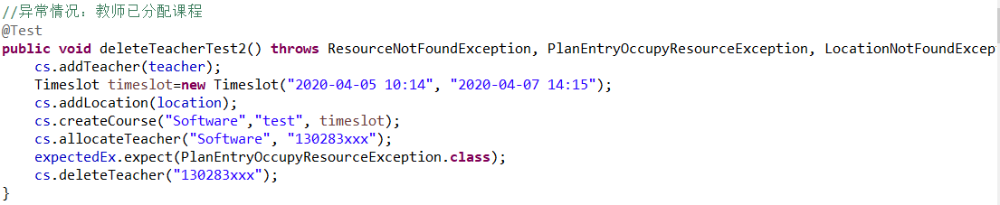 //异常情况：教师已分配课程
@Test
public void deleteTeacherTest2() throws ResourceNotFoundException, PlanEntryOccupyResourceException, LocationNotFoundExcep
cs.addTeacher(teacher);
Timeslot timeslot=new Timeslot("2020-04-05 10:14", "2020-04-07 14:15");
cs.addLocation(location);
cs.createCourse("Software","test", timeslot);
cs.allocateTeacher("Software", "130283xxx");
expectedEx.expect(PlanEntryOccupyResourceException.class);
cs.deleteTeacher("130283xxx");
}